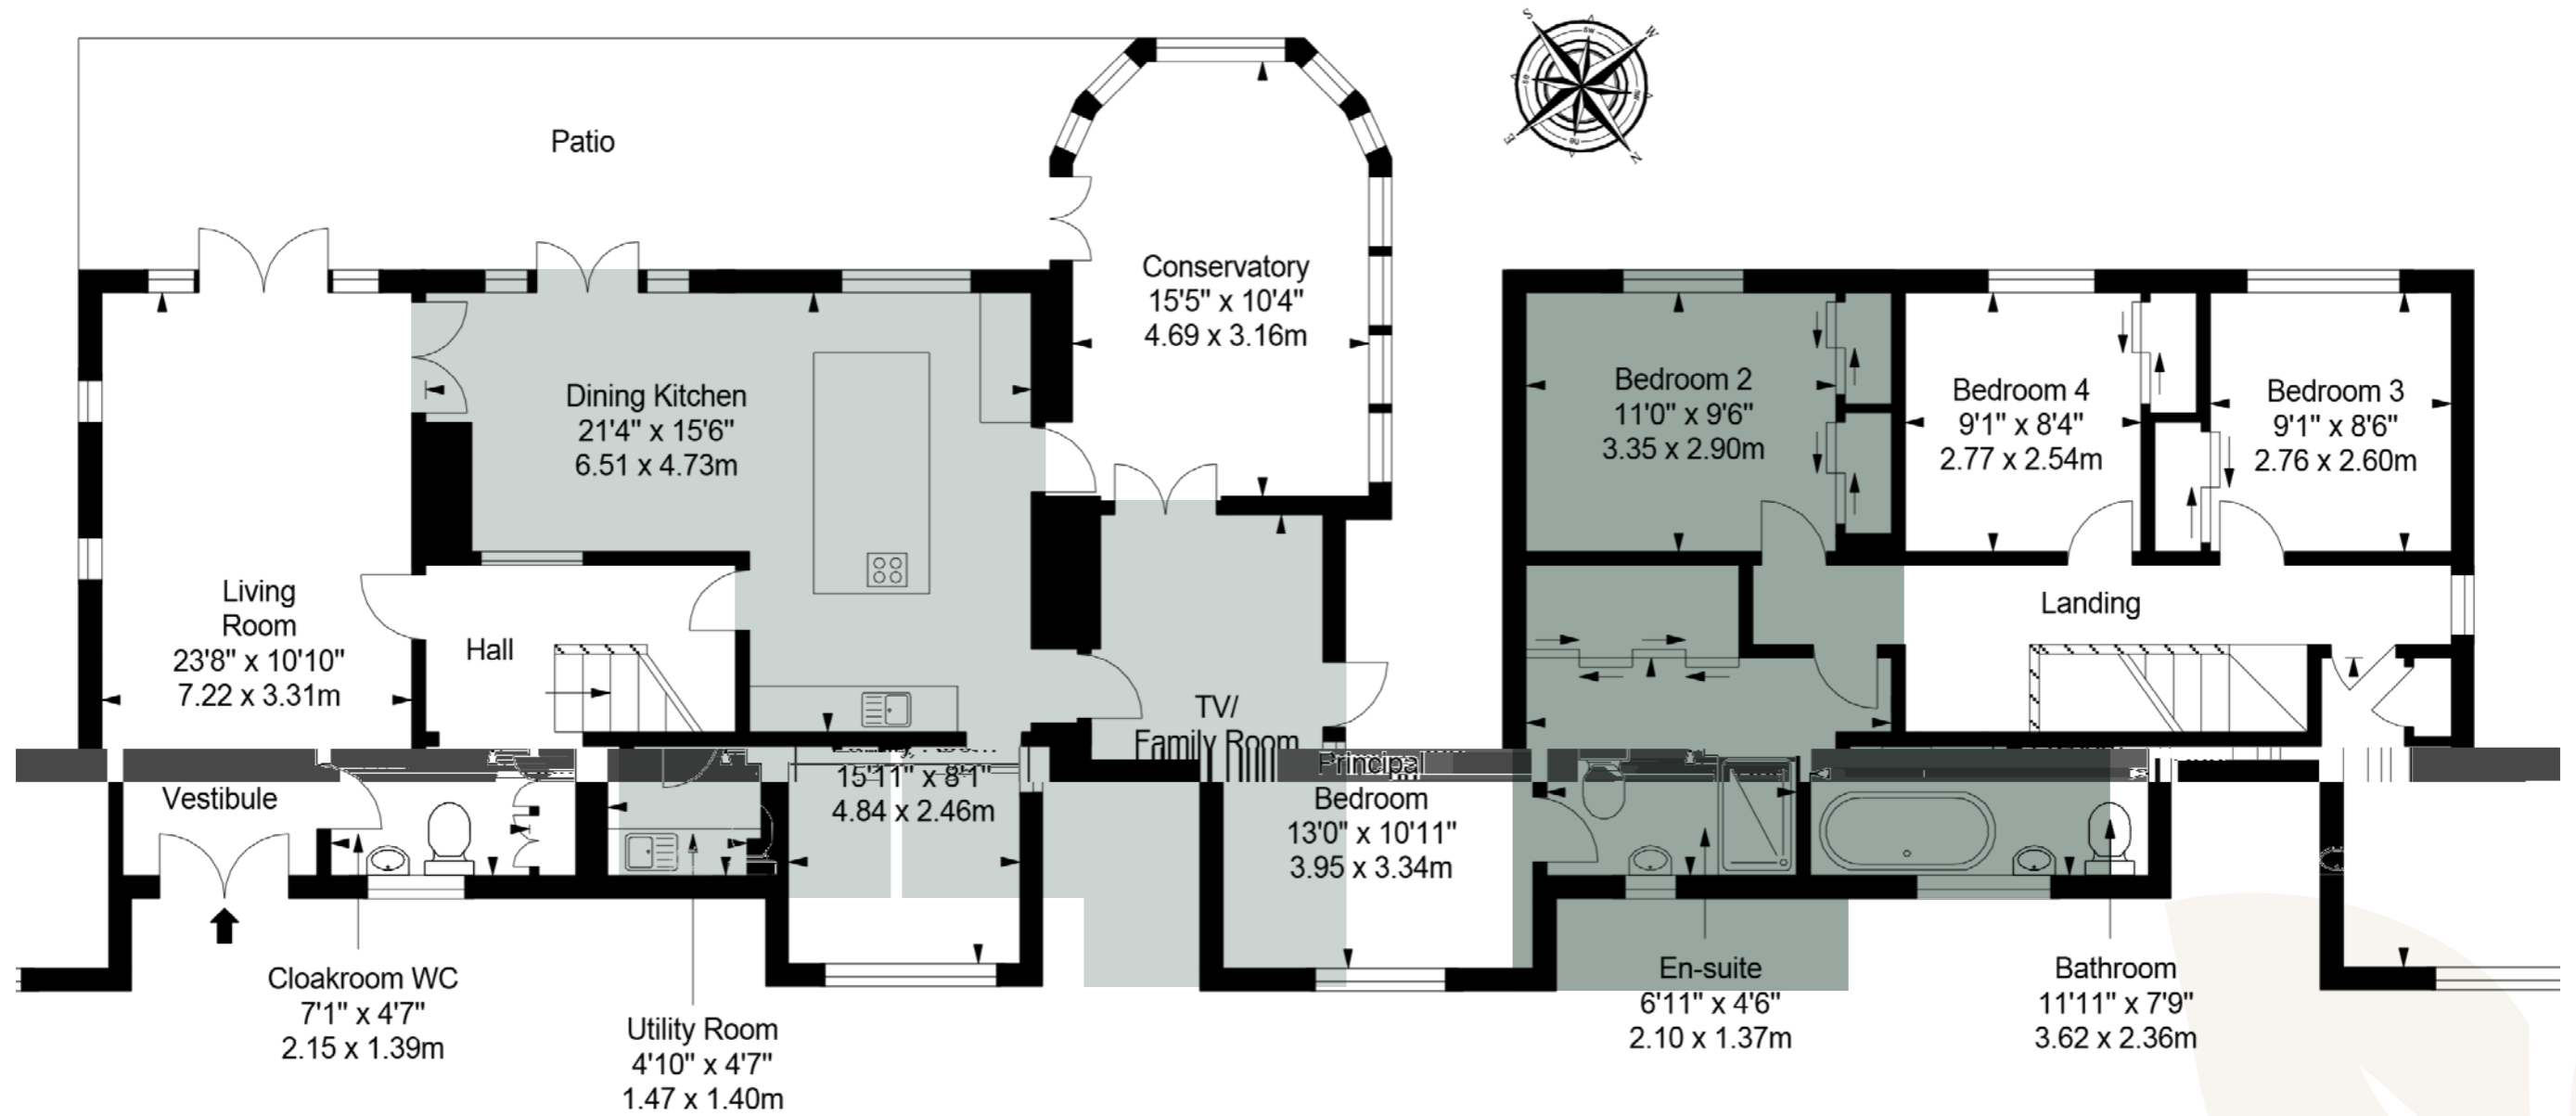 S
W
E
N
Patio
Conservatory
15'5" x 10'4"
4.69 x 3.16m
Dining Kitchen
21'4" x 15'6"
6.51 x 4.73m
Bedroom 2
11'0" x 9'6"
3.35 x 2.90m
Bedroom 4
9'1" x 8'4"
2.77 x 2.54m
Bedroom 3
9'1" x 8'6"
2.76 x 2.60m
Living
Room
23'8" x 10'10"
7.22 x 3.31m
Hall
Landing
TV/
Family Room
15'11" x 8'1"
4.84 x 2.46m
Vestibule
Principal
Bedroom
13'0" x 10'11"
3.95 x 3.34m
Cloakroom WC
7'1" x 4'7"
2.15 x 1.39m
Utility Room
4'10" x 4'7"
1.47 x 1.40m
En-suite
6'11" x 4'6"
2.10 x 1.37m
Bathroom
11'11" x 7'9"
3.62 x 2.36m